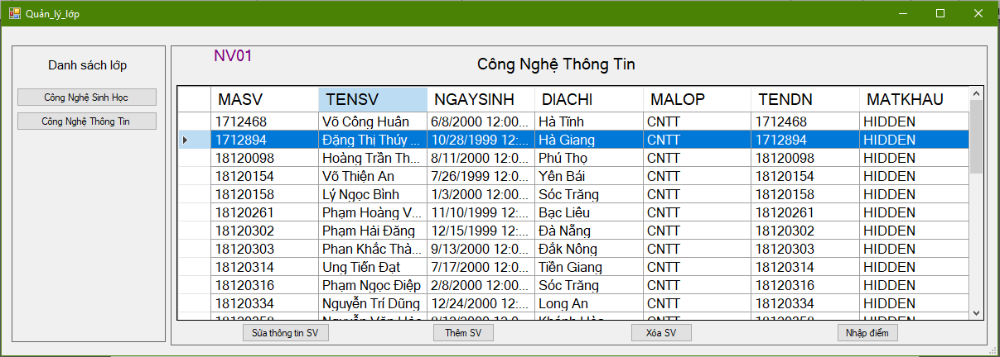 Quản_lý_lớp
Danh sách lớp
Công Nghệ Sinh Học
Công Nghệ Thông Tin
NV01
Công Nghệ Thông Tin
MASV TENSV NGAYSINH DIACHI MALOP TENDN MATKHAU
1712468 Võ Công Huân 6/8/2000 12:00... Hà Tĩnh CNTT 1712468 HIDDEN
1712894 Đặng Thị Thúy ... 10/28/1999 12:... Hà Giang CNTT 1712894 HIDDEN
18120098 Hoàng Trần Th... 8/11/2000 12:0... Phú Thọ CNTT 18120098 HIDDEN
18120154 Võ Thiện An 7/26/1999 12:0... Yên Bái CNTT 18120154 HIDDEN
18120158 Lý Ngọc Bình 1/3/2000 12:00... Sóc Trăng CNTT 18120158 HIDDEN
18120261 Phạm Hoàng V... 11/10/1999 12:... Bạc Liêu CNTT 18120261 HIDDEN
18120302 Phạm Hải Đăng 12/15/1999 12:... Đà Nẵng CNTT 18120302 HIDDEN
18120303 Phan Khắc Thà... 9/13/2000 12:0... Đắk Nông CNTT 18120303 HIDDEN
18120314 Ung Tiến Đạt 7/17/2000 12:0... Tiền Giang CNTT 18120314 HIDDEN
18120316 Phạm Ngọc Điệp 2/8/2000 12:00... Sóc Trăng CNTT 18120316 HIDDEN
18120334 Nguyễn Trí Dũng 12/24/2000 12:... Long An CNTT 18120334 HIDDEN
Sửa thông tin SV Thêm SV Xóa SV Nhập điểm